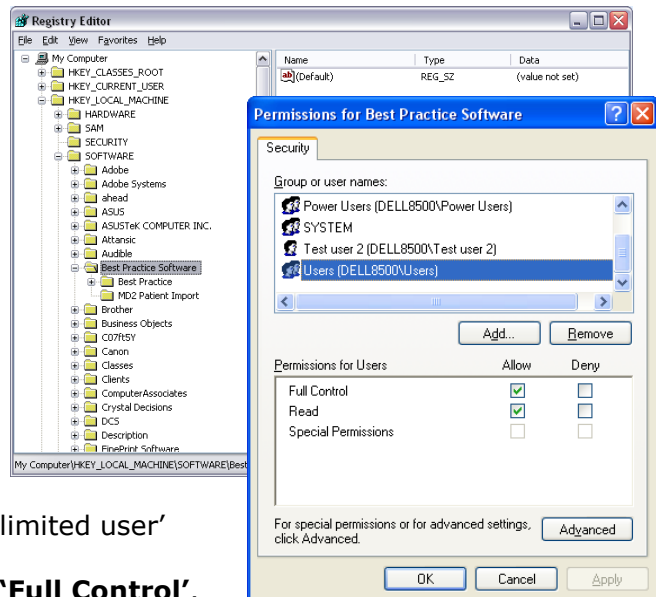 Registry Editor
File Edit View Favorites Help
My Computer
HKEY_CLASSES_ROOT
HKEY_CURRENT_USER
HKEY_LOCAL_MACHINE
HARDWARE
SAM
SECURITY
SOFTWARE
Adobe
Adobe Systems
ahead
ASUS
ASUSTeK COMPUTER INC.
Attansic
Audible
Best Practice Software
Best Practice
MD2 Patient Import
Brother
Business Objects
C07ft5Y
Canon
Classes
Clients
ComputerAssociates
Crystal Decisions
DCS
Description
FinePrint Software
My Computer\HKEY_LOCAL_MACHINE\SOFTWARE\Best
Name Type Data
ab (Default) REG_SZ (value not set)
Permissions for Best Practice Software
Security
Group or user names:
Power Users (DELL8500\Power Users)
SYSTEM
Test user 2 (DELL8500\Test user 2)
Users (DELL8500\Users)
Add... Remove
Permissions for Users Allow Deny
Full Control
Read
Special Permissions
For special permissions or for advanced settings,
click Advanced.
Advanced
OK Cancel Apply
limited user’
‘Full Control’.